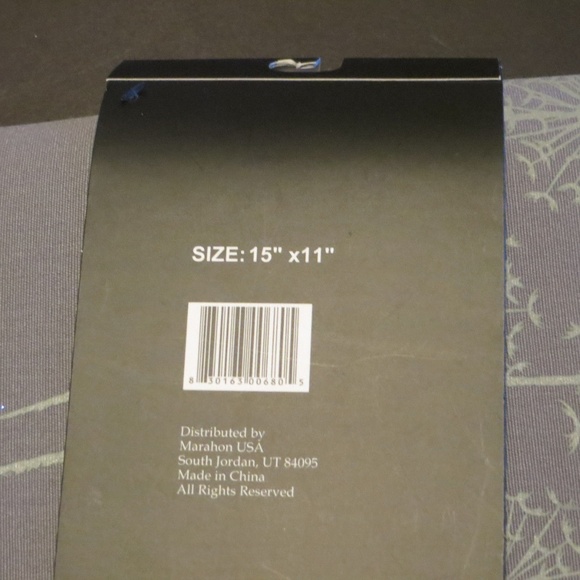 SIZE: 15" x11"
8 30163 00680 5
Distributed by
Marahon USA
South Jordan, UT 84095
Made in China
All Rights Reserved